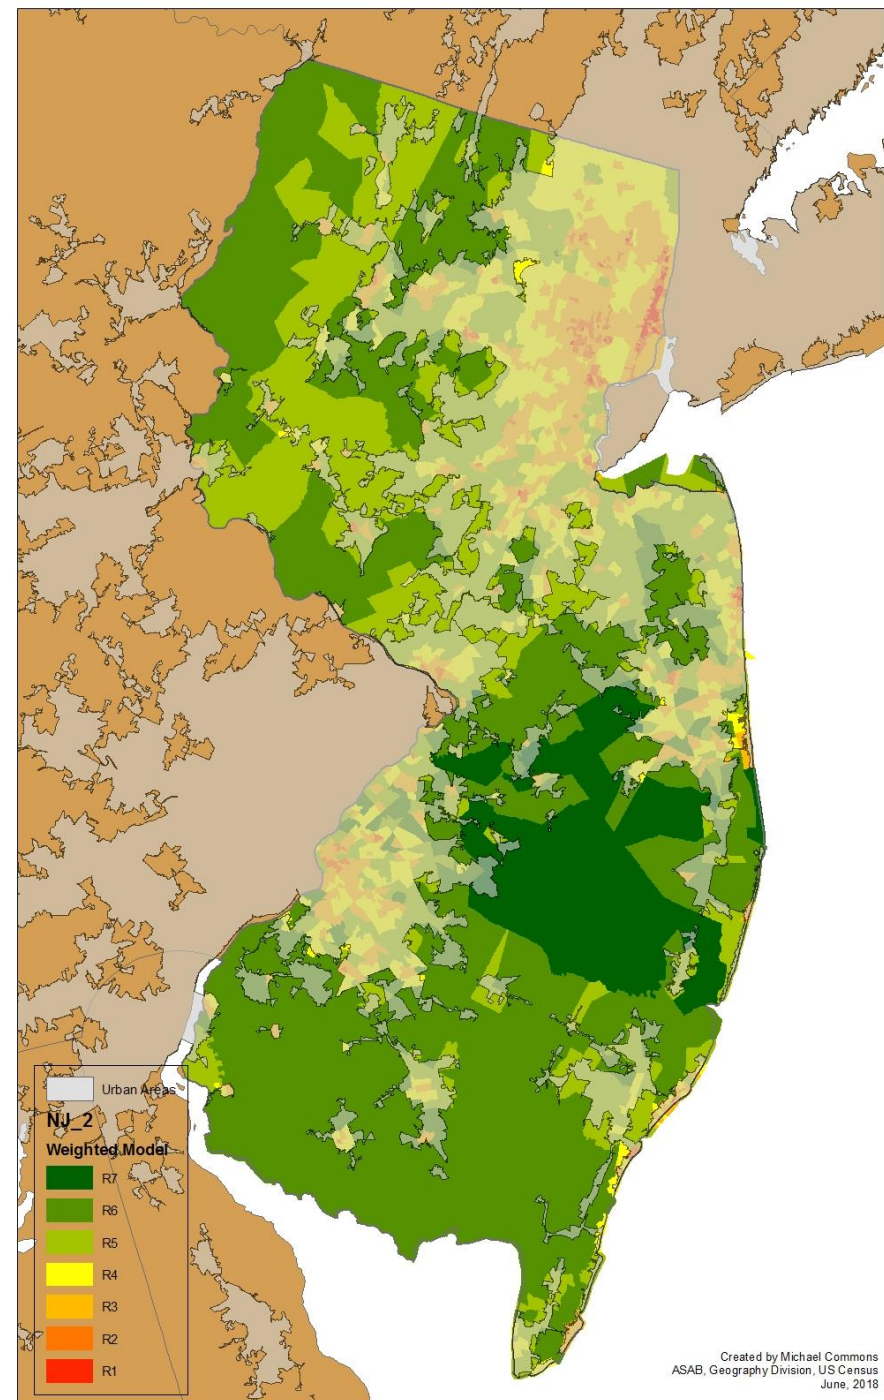 Urban Areas
NJ_2
Weighted Model
R7
R6
R5
R4
R3
R2
R1
Created by Michael Commons
ASAB, Geography Division, US Census
June, 2018